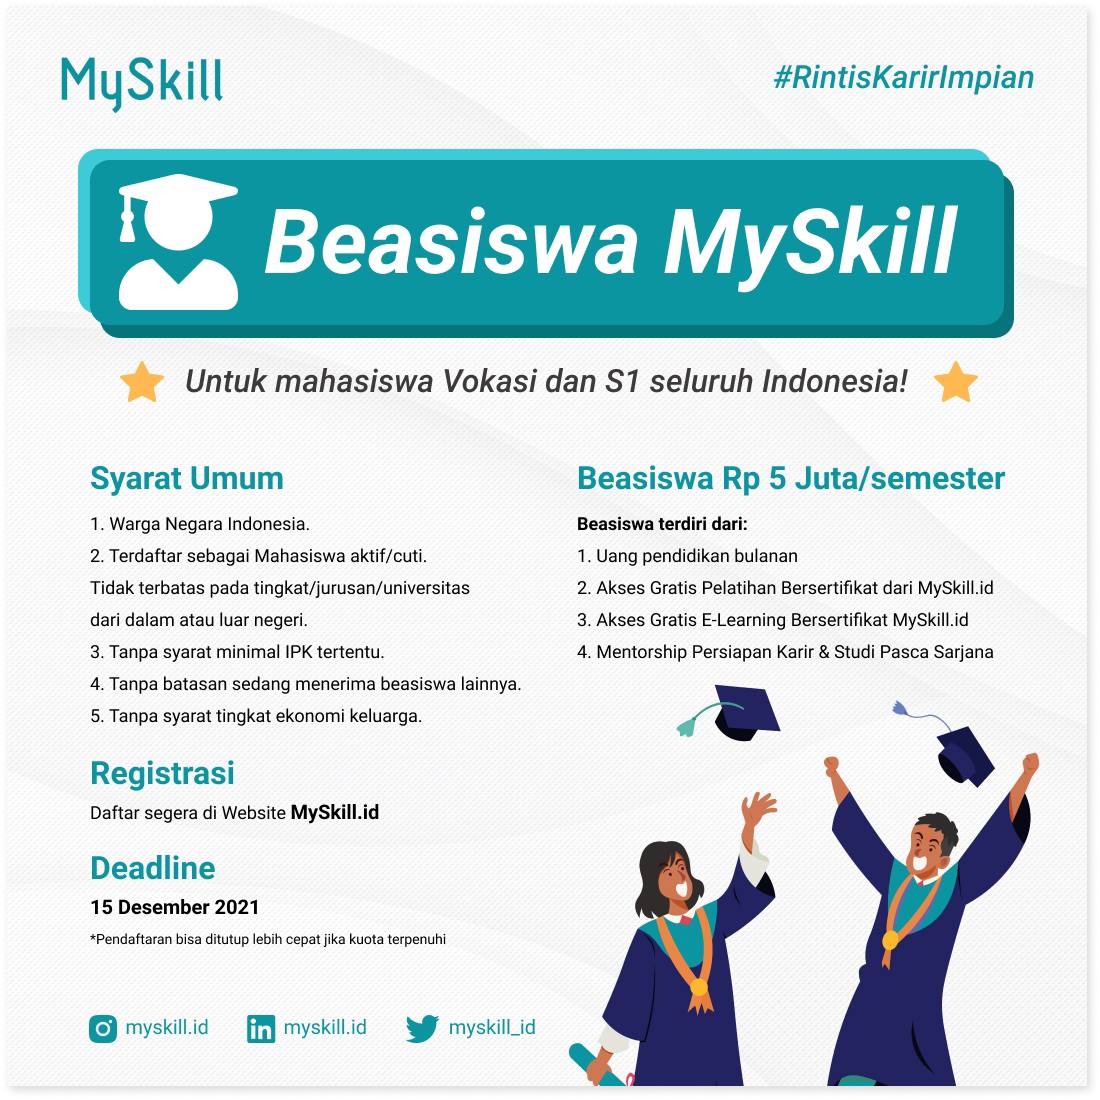 MySkill
#RintisKarirImpian
Beasiswa MySkill
Untuk mahasiswa Vokasi dan S1 seluruh Indonesia!
Syarat Umum
1. Warga Negara Indonesia.
2. Terdaftar sebagai Mahasiswa aktif/cuti.
Tidak terbatas pada tingkat/jurusan/universitas
dari dalam atau luar negeri.
3. Tanpa syarat minimal IPK tertentu.
4. Tanpa batasan sedang menerima beasiswa lainnya.
5. Tanpa syarat tingkat ekonomi keluarga.
Beasiswa Rp 5 Juta/semester
Beasiswa terdiri dari:
1. Uang pendidikan bulanan
2. Akses Gratis Pelatihan Bersertifikat dari MySkill.id
3. Akses Gratis E-Learning Bersertifikat MySkill.id
4. Mentorship Persiapan Karir & Studi Pasca Sarjana
Registrasi
Daftar segera di Website MySkill.id
Deadline
15 Desember 2021
*Pendaftaran bisa ditutup lebih cepat jika kuota terpenuhi
myskill.id
myskill.id
myskill_id